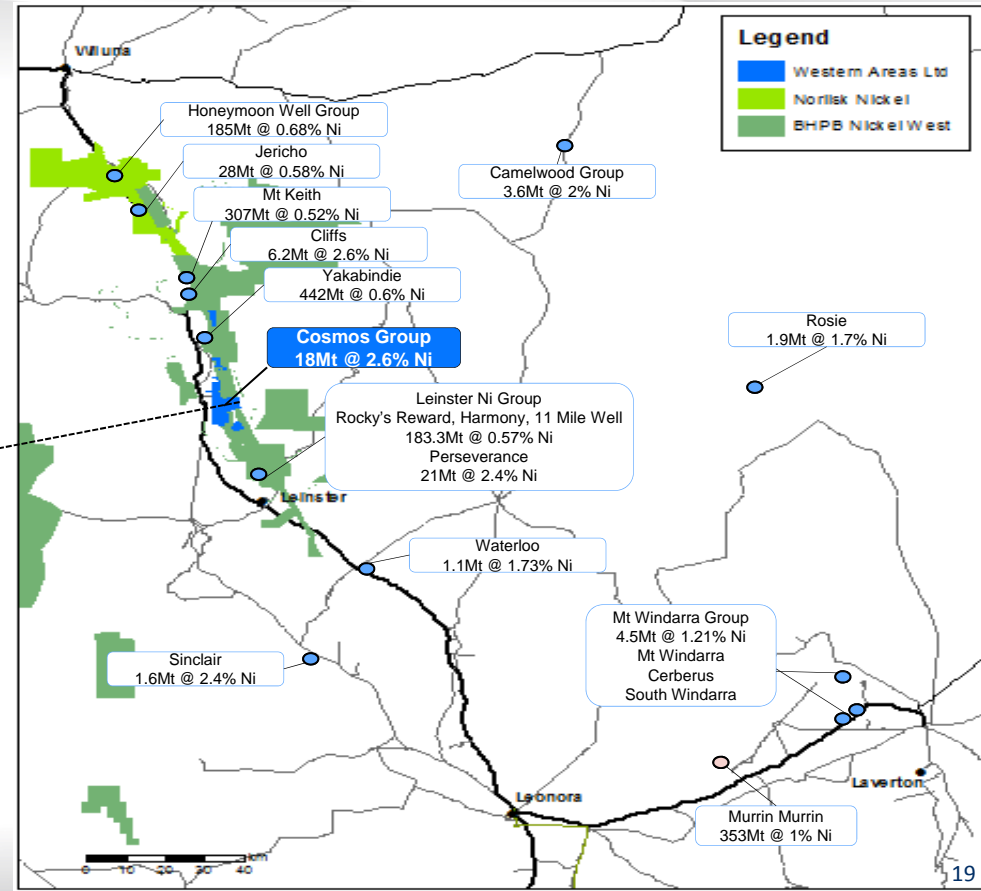 Legend
Western Areas Ltd
Norilsk Nickel
BHPB Nickel West
Wiluna
Honeymoon Well Group
185Mt @ 0.68% Ni
Jericho
28Mt @ 0.58% Ni
Camelwood Group
3.6Mt @ 2% Ni
Mt Keith
307Mt @ 0.52% Ni
Cliffs
6.2Mt @ 2.6% Ni
Yakabindie
442Mt @ 0.6% Ni
Cosmos Group
18Mt @ 2.6% Ni
Rosie
1.9Mt @ 1.7% Ni
Leinster Ni Group
Rocky's Reward, Harmony, 11 Mile Well
183.3Mt @ 0.57% Ni
Perseverance
21Mt @ 2.4% Ni
Leinster
Waterloo
1.1Mt @ 1.73% Ni
Mt Windarra Group
4.5Mt @ 1.21% Ni
Mt Windarra
Cerberus
South Windarra
Sinclair
1.6Mt @ 2.4% Ni
Laverton
Leonora
Murrin Murrin
353Mt @ 1% Ni
km
0 10 20 30 40
19